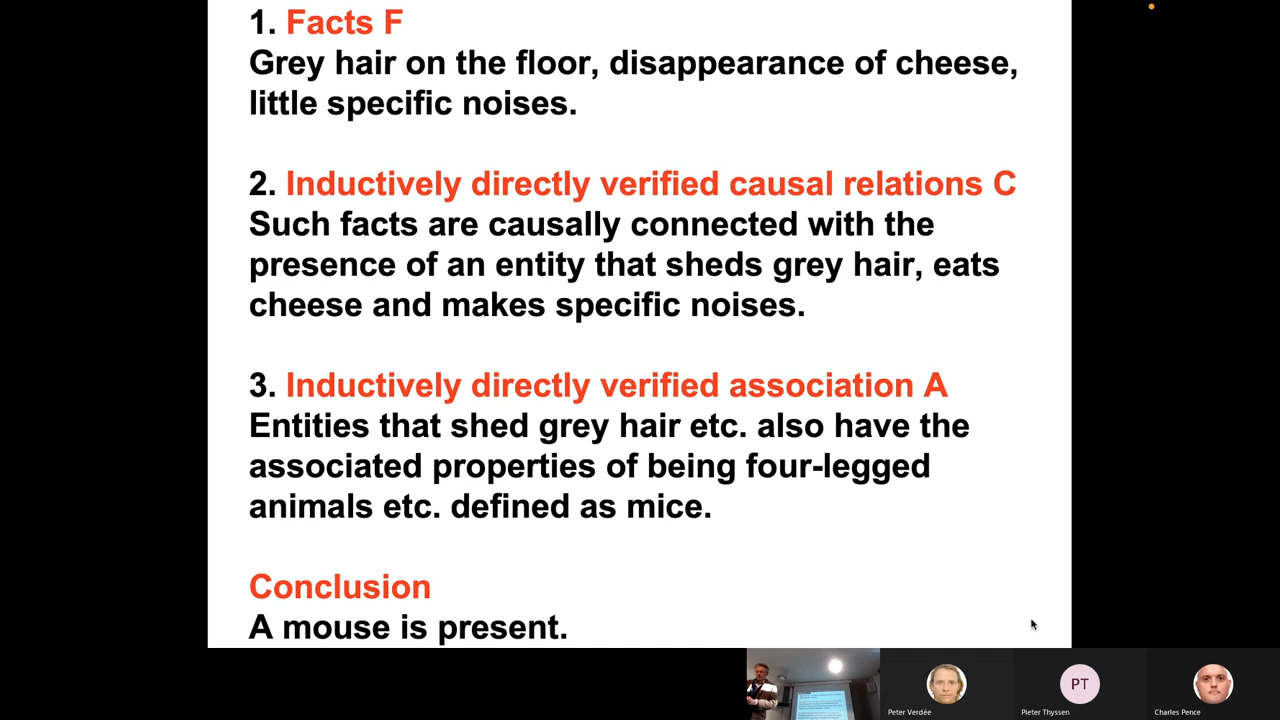 1. Facts F
Grey hair on the floor, disappearance of cheese,
little specific noises.
2. Inductively directly verified causal relations C
Such facts are causally connected with the
presence of an entity that sheds grey hair, eats
cheese and makes specific noises.
3. Inductively directly verified association A
Entities that shed grey hair etc. also have the
associated properties of being four-legged
animals etc. defined as mice.
Conclusion
A mouse is present.
PT
Peter Verdée
Pieter Thyssen
Charles Pence